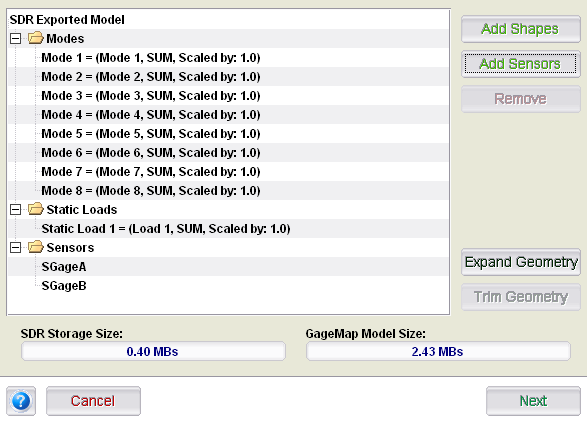 SDR Exported Model
Modes
Mode 1 = (Mode 1, SUM, Scaled by: 1.0)
Mode 2 = (Mode 2, SUM, Scaled by: 1.0)
Mode 3 = (Mode 3, SUM, Scaled by: 1.0)
Mode 4 = (Mode 4, SUM, Scaled by: 1.0)
Mode 5 = (Mode 5, SUM, Scaled by: 1.0)
Mode 6 = (Mode 6, SUM, Scaled by: 1.0)
Mode 7 = (Mode 7, SUM, Scaled by: 1.0)
Mode 8 = (Mode 8, SUM, Scaled by: 1.0)
Static Loads
Static Load 1 = (Load 1, SUM, Scaled by: 1.0)
Sensors
SGageA
SGageB
Add Shapes
Add Sensors
Remove
Expand Geometry
Trim Geometry
SDR Storage Size:
0.40 MBs
GageMap Model Size:
2.43 MBs
?
Cancel
Next